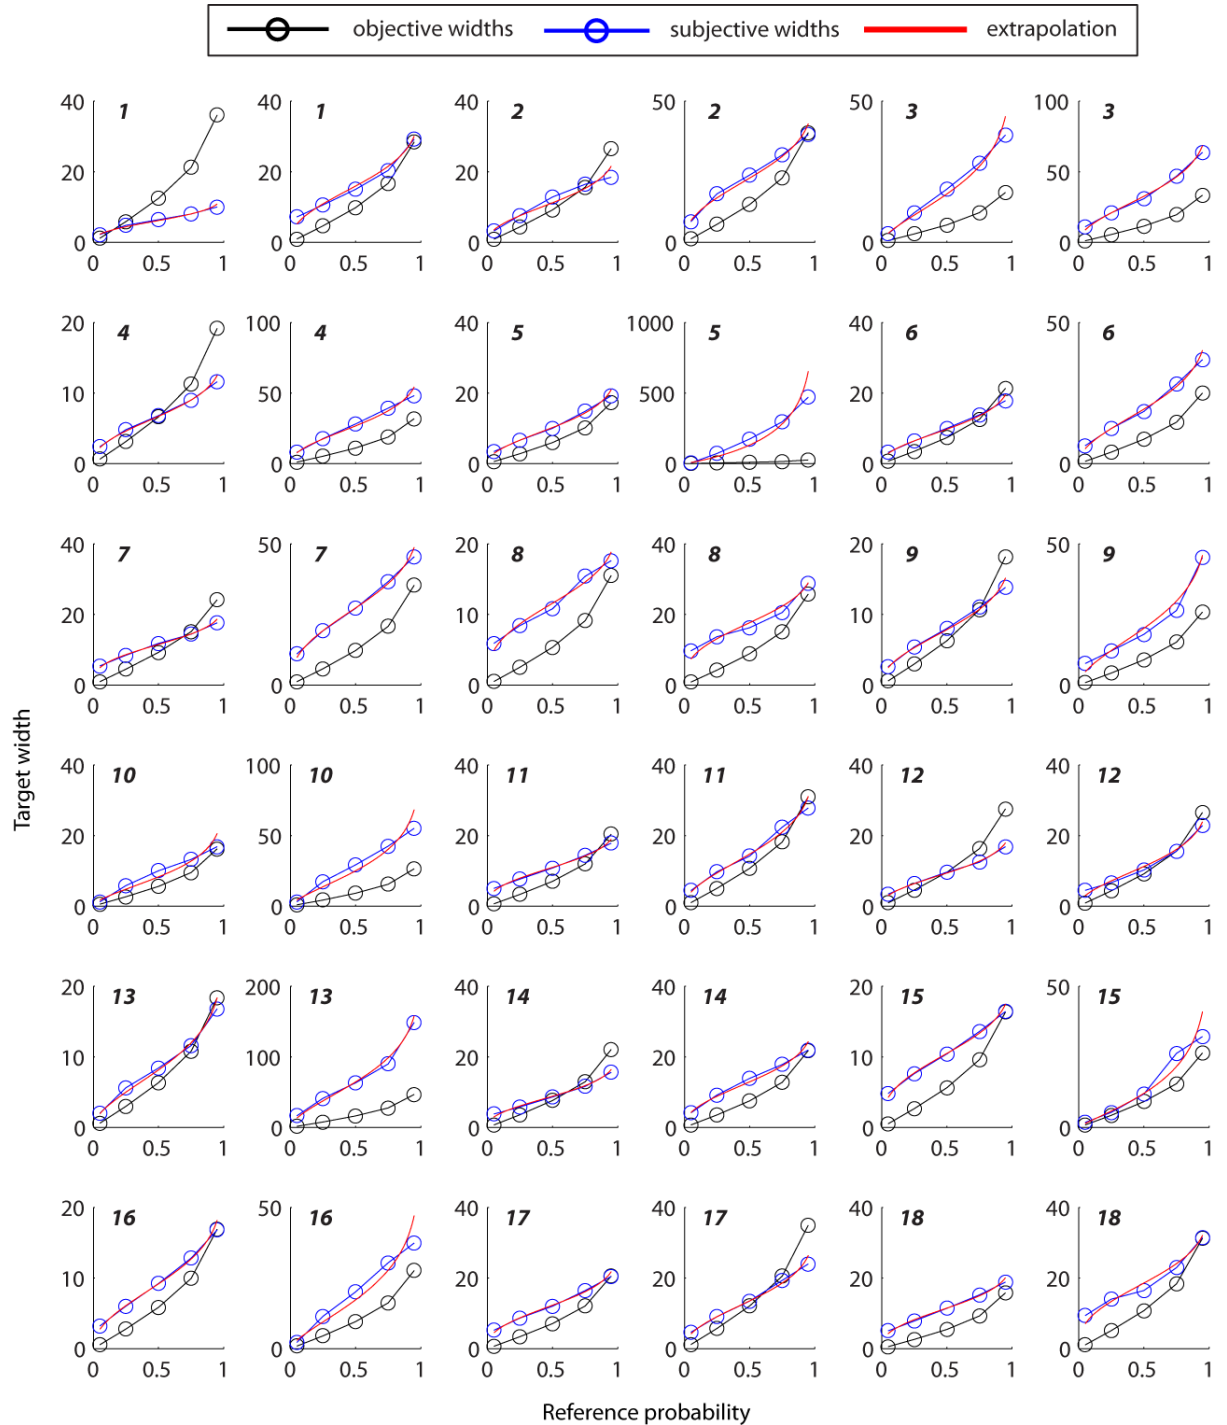 objective widths subjective widths extrapolation
1 1 2 2 3 3
40 40 40 50 50 100
20 20 20 25 25 50
0 0 0 0 0 0
0 0.5 1 0 0.5 1 0 0.5 1 0 0.5 1 0 0.5 1 0 0.5 1
4 4 5 5 6 6
20 100 40 1000 40 50
10 50 20 500 20 25
0 0 0 0 0 0
0 0.5 1 0 0.5 1 0 0.5 1 0 0.5 1 0 0.5 1 0 0.5 1
7 7 8 8 9 9
40 50 20 40 20 50
20 25 10 20 10 25
0 0 0 0 0 0
0 0.5 1 0 0.5 1 0 0.5 1 0 0.5 1 0 0.5 1 0 0.5 1
Target width
10 10 11 11 12 12
40 100 40 40 40 40
20 50 20 20 20 20
0 0 0 0 0 0
0 0.5 1 0 0.5 1 0 0.5 1 0 0.5 1 0 0.5 1 0 0.5 1
13 13 14 14 15 15
20 200 40 40 20 50
10 100 20 20 10 25
0 0 0 0 0 0
0 0.5 1 0 0.5 1 0 0.5 1 0 0.5 1 0 0.5 1 0 0.5 1
16 16 17 17 18 18
20 50 40 40 40 40
10 25 20 20 20 20
0 0 0 0 0 0
0 0.5 1 0 0.5 1 0 0.5 1 0 0.5 1 0 0.5 1 0 0.5 1
Reference probability